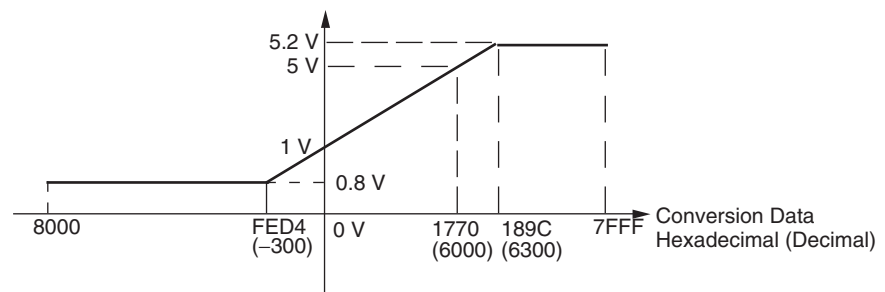 5.2 V
5 V
1 V
0.8 V
8000
FED4
(−300)
0 V
1770
(6000)
189C
(6300)
7FFF
Conversion Data
Hexadecimal (Decimal)